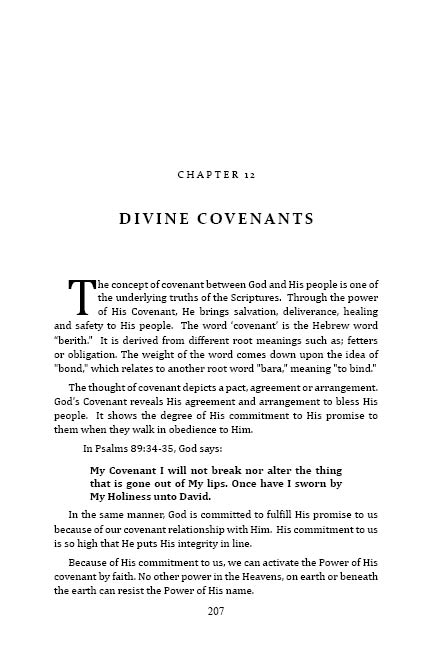 CHAPTER 12
DIVINE COVENANTS
The concept of covenant between God and His people is one of
the underlying truths of the Scriptures. Through the power
of His Covenant, He brings salvation, deliverance, healing
and safety to His people. The word ‘covenant’ is the Hebrew word
“berith.” It is derived from different root meanings such as; fetters
or obligation. The weight of the word comes down upon the idea of
"bond," which relates to another root word "bara," meaning "to bind."
The thought of covenant depicts a pact, agreement or arrangement.
God’s Covenant reveals His agreement and arrangement to bless His
people. It shows the degree of His commitment to His promise to
them when they walk in obedience to Him.
In Psalms 89:34-35, God says:
My Covenant I will not break nor alter the thing
that is gone out of My lips. Once have I sworn by
My Holiness unto David.
In the same manner, God is committed to fulfill His promise to us
because of our covenant relationship with Him. His commitment to us
is so high that He puts His integrity in line.
Because of His commitment to us, we can activate the Power of His
covenant by faith. No other power in the Heavens, on earth or beneath
the earth can resist the Power of His name.
207